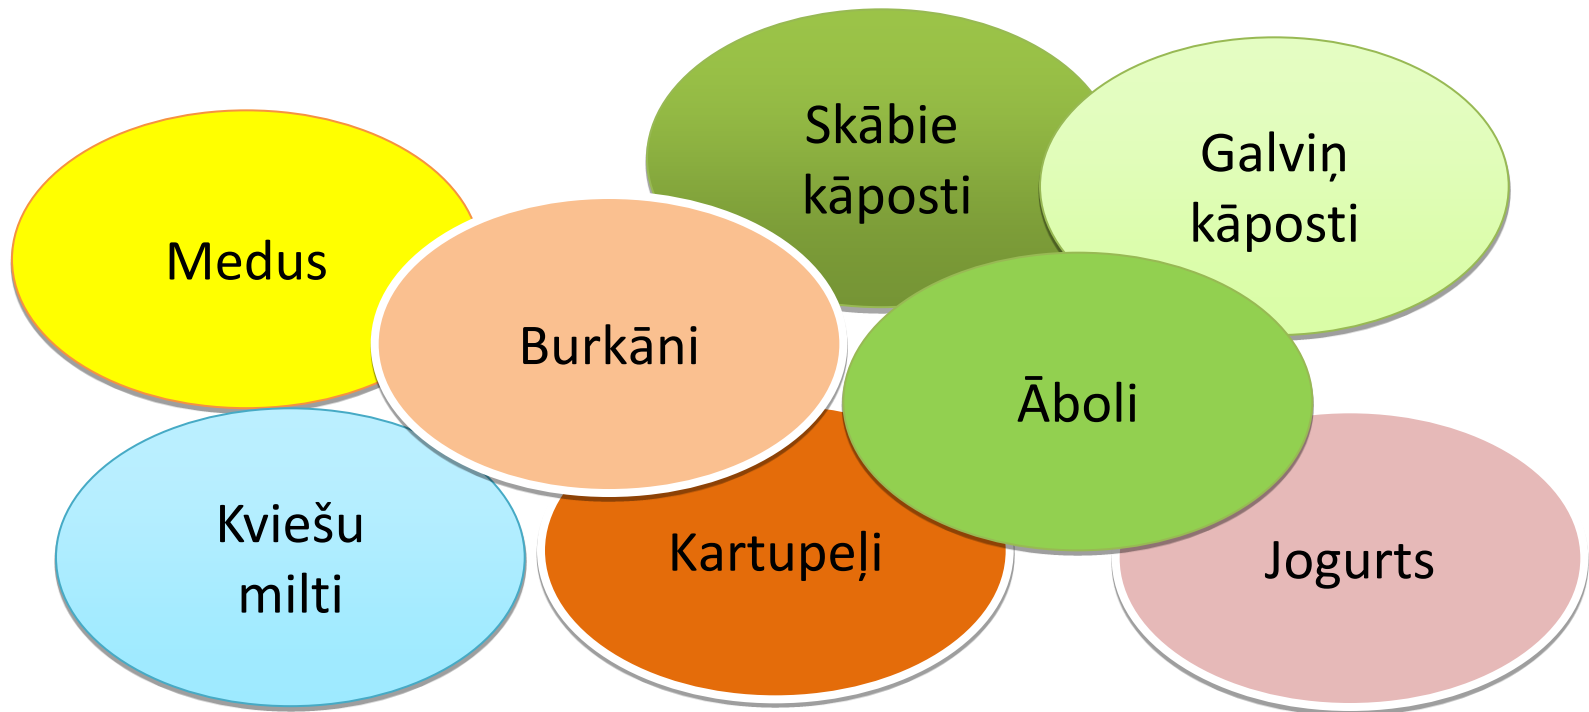 Skābie
kāposti
Galviņ
kāposti
Medus
Burkāni
Āboli
Kviešu
milti
Kartupeļi
Jogurts